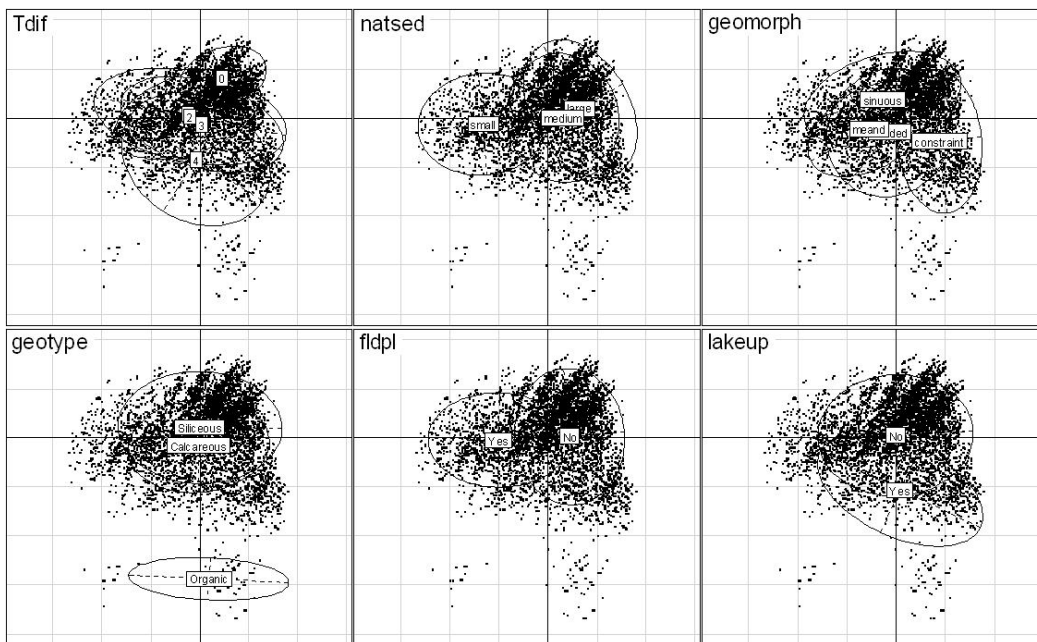 Tdif
0
2
3
4
natsed
large
medium
small
geomorph
sinuous
meand
ded
constraint
geotype
Siliceous
Calcareous
Organic
fldpl
Yes
No
lakeup
No
Yes